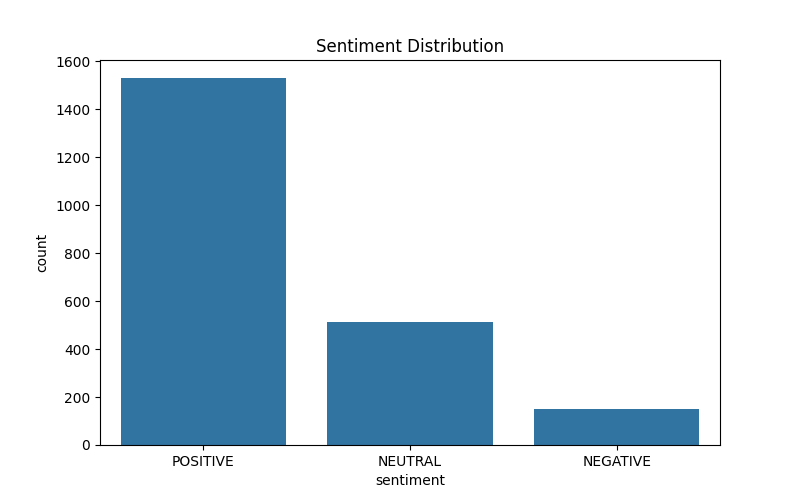 Sentiment Distribution
1600
1400
1200
1000
800
600
400
200
0
count
POSITIVE
NEUTRAL
NEGATIVE
sentiment